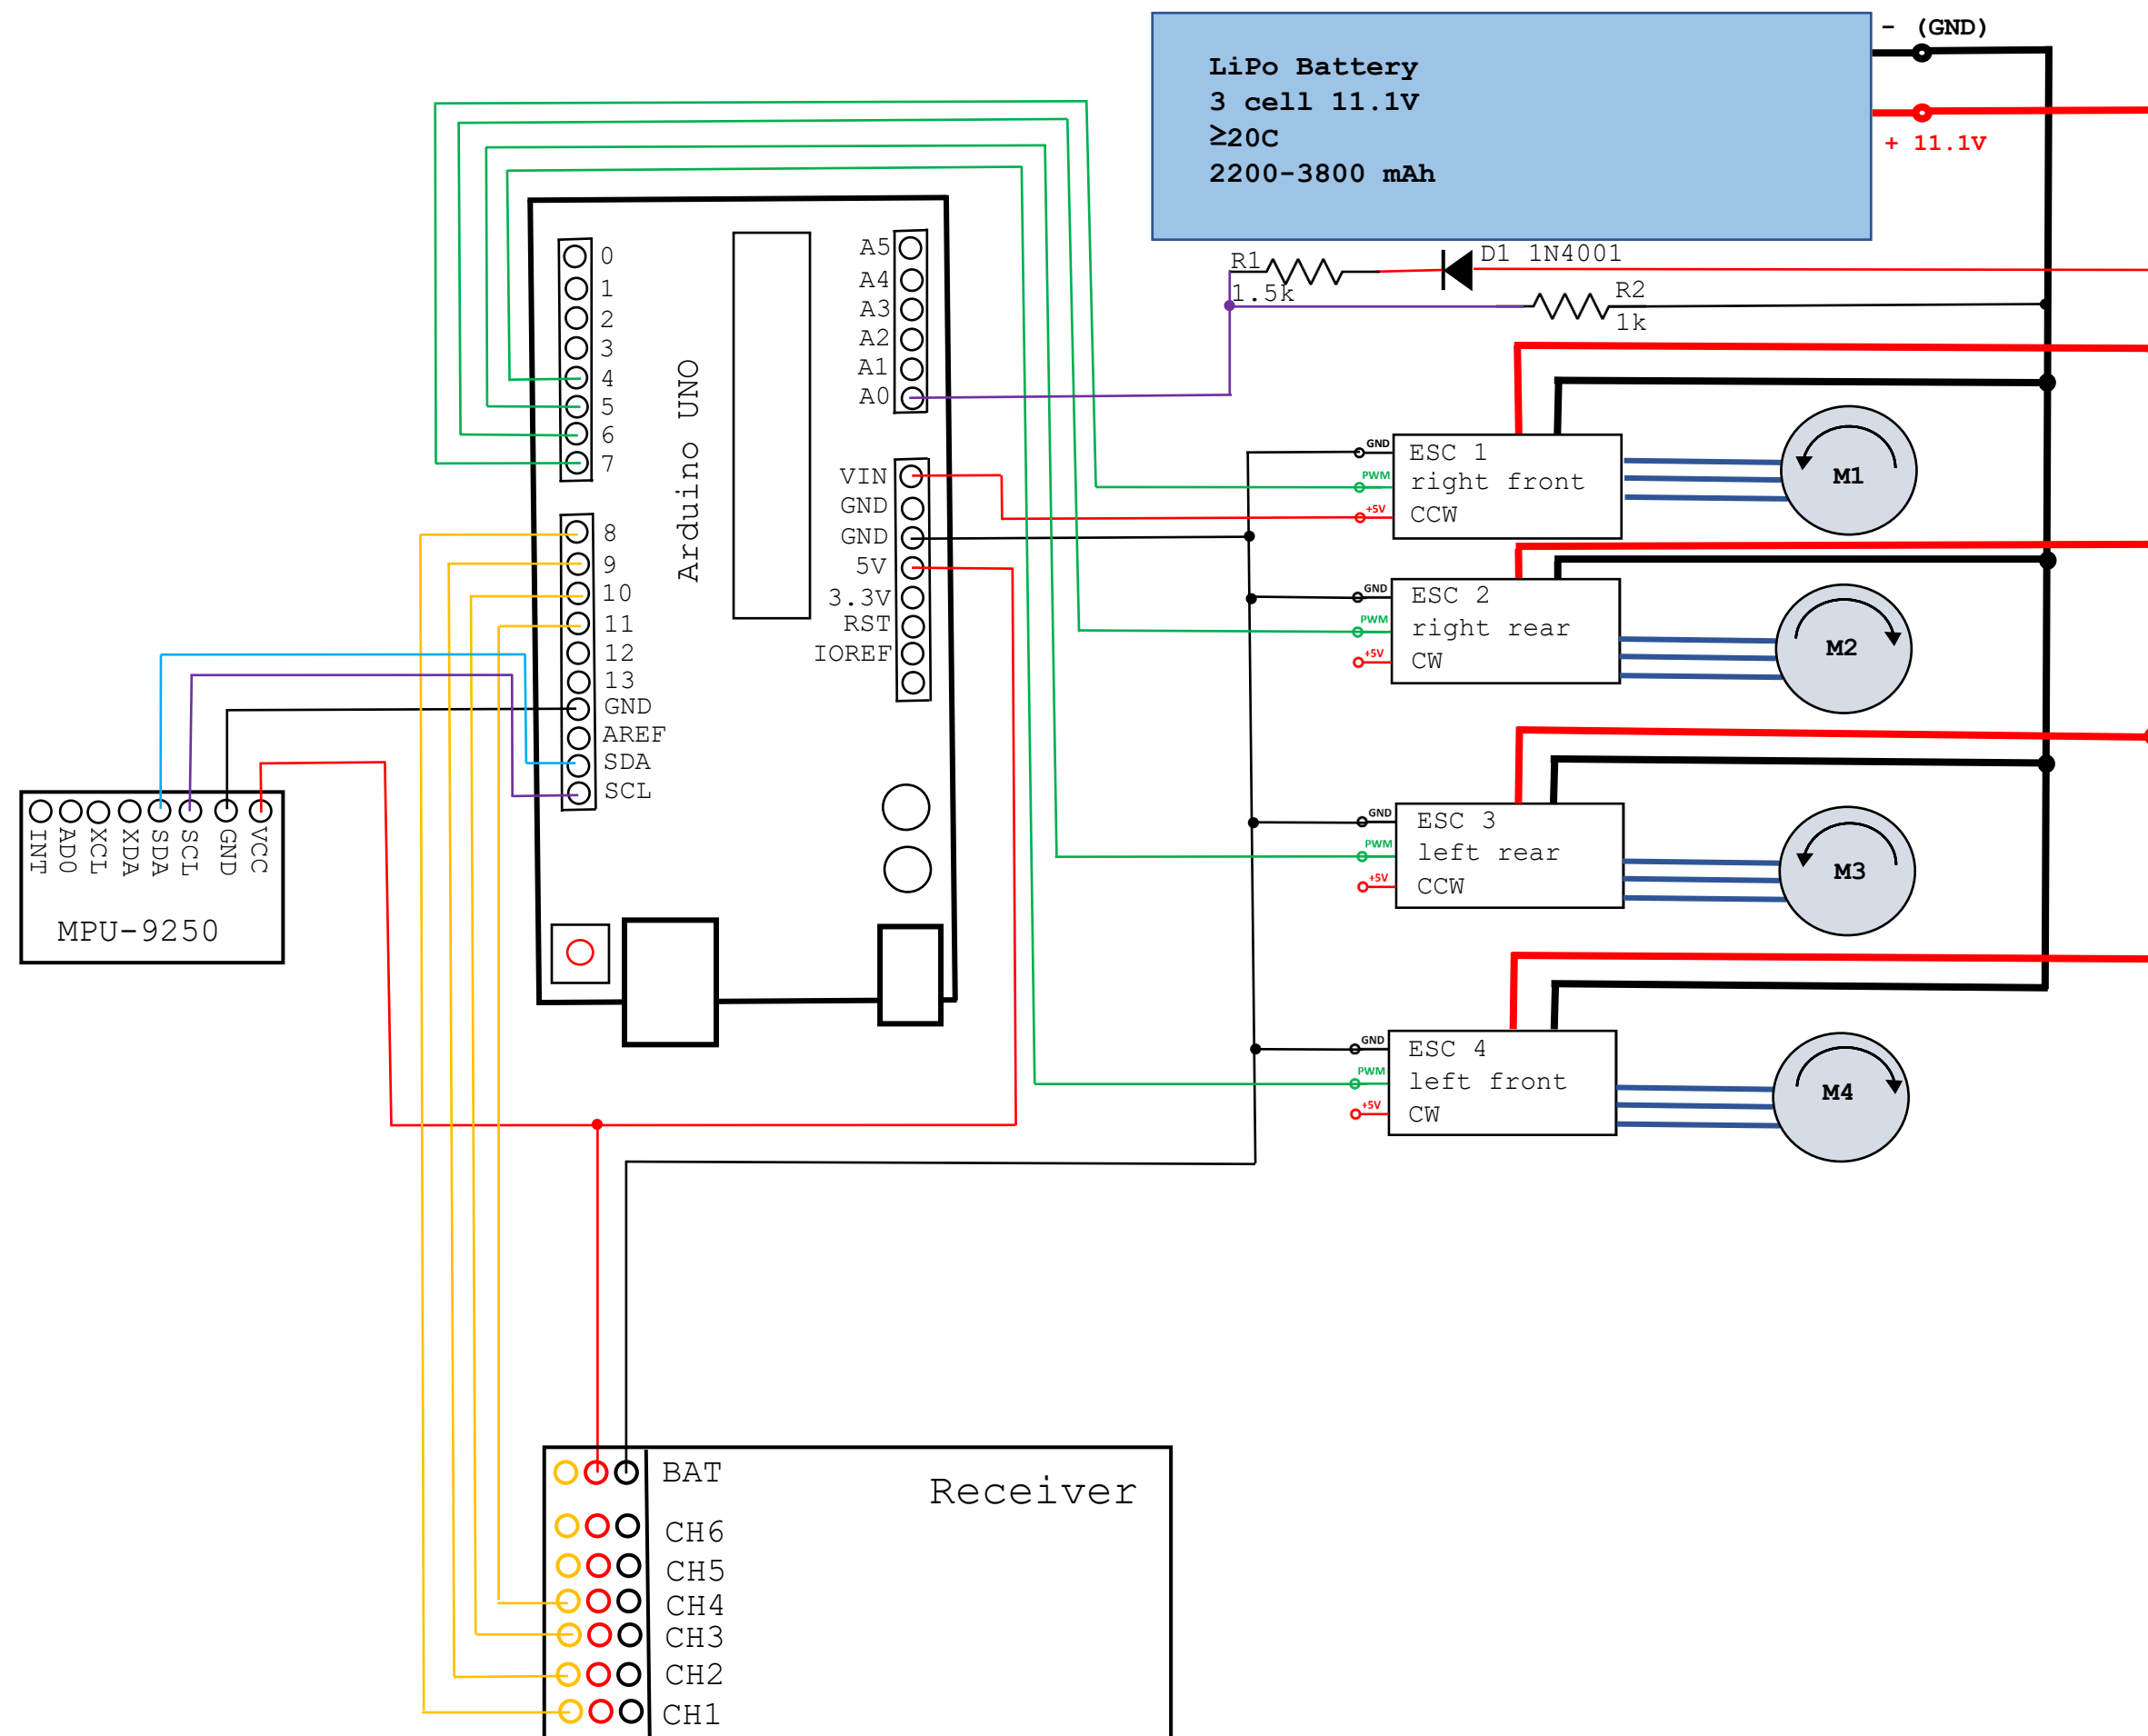 - (GND)
LiPo Battery
3 cell 11.1V
≥20C
2200-3800 mAh
+ 11.1V
R1
1.5k
D1 1N4001
R2
1k
Arduino UNO
0
1
2
3
4
5
6
7
8
9
10
11
12
13
GND
AREF
SDA
SCL
A5
A4
A3
A2
A1
A0
VIN
GND
GND
5V
3.3V
RST
IOREF
GND
PWM
+5V
ESC 1
right front
CCW
M1
GND
PWM
+5V
ESC 2
right rear
CW
M2
GND
PWM
+5V
ESC 3
left rear
CCW
M3
GND
PWM
+5V
ESC 4
left front
CW
M4
INT
AD0
XCL
XDA
SDA
SCL
GND
VCC
MPU-9250
Receiver
BAT
CH6
CH5
CH4
CH3
CH2
CH1